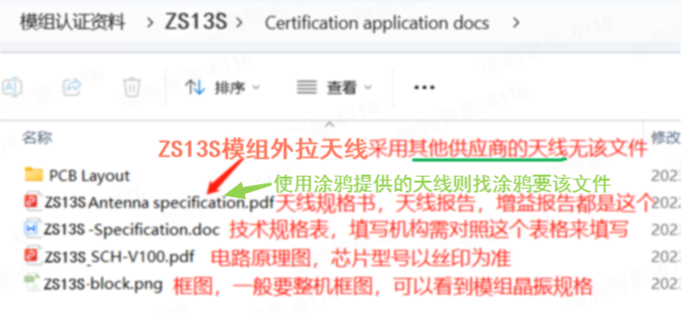 模组认证资料 > ZS13S > Certification application docs >
排序 查看 ...
名称 修改
ZS13S模组外拉天线采用其他供应商的天线无该文件
PCB Layout 202
使用涂鸦提供的天线则找涂鸦要该文件
ZS13S Antenna specification.pdf 天线规格书，天线报告，增益报告都是这个 202
ZS13S -Specification.doc 技术规格表，填写机构需对照这个表格来填写 202
ZS13S_SCH-V100.pdf 电路原理图，芯片型号以丝印为准 202
ZS13S-block.png 框图，一般要整机框图，可以看到模组晶振规格 202